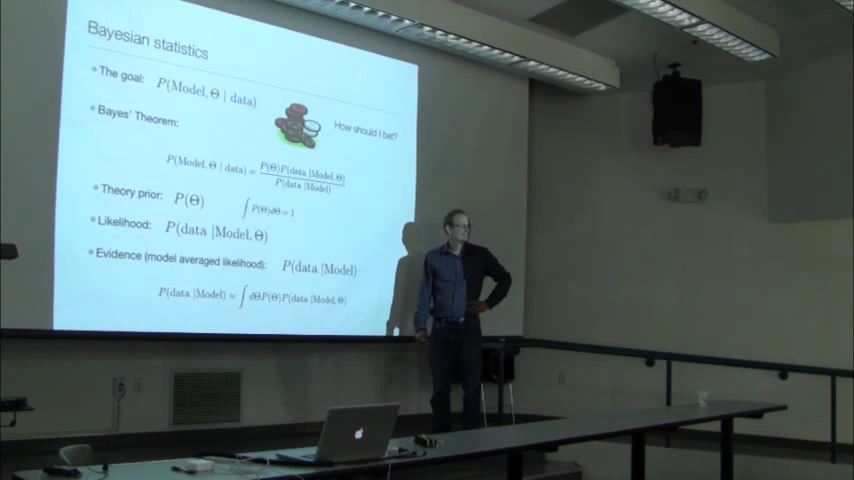 Bayesian statistics
* The goal: P(Model, Θ | data)
* Bayes' Theorem:
How should I bet?
P(Model, Θ | data) = P(Θ)P(data |Model, Θ) / P(data |Model)
* Theory prior: P(Θ) ∫ P(Θ)dΘ = 1
* Likelihood: P(data |Model, Θ)
* Evidence (model averaged likelihood): P(data |Model)
P(data |Model) = ∫ dΘP(Θ)P(data |Model, Θ)